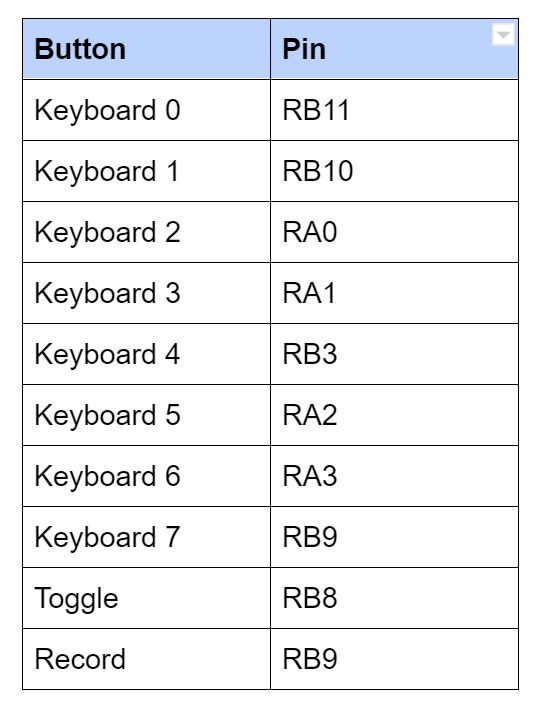 Button Pin
Keyboard 0 RB11
Keyboard 1 RB10
Keyboard 2 RA0
Keyboard 3 RA1
Keyboard 4 RB3
Keyboard 5 RA2
Keyboard 6 RA3
Keyboard 7 RB9
Toggle RB8
Record RB9